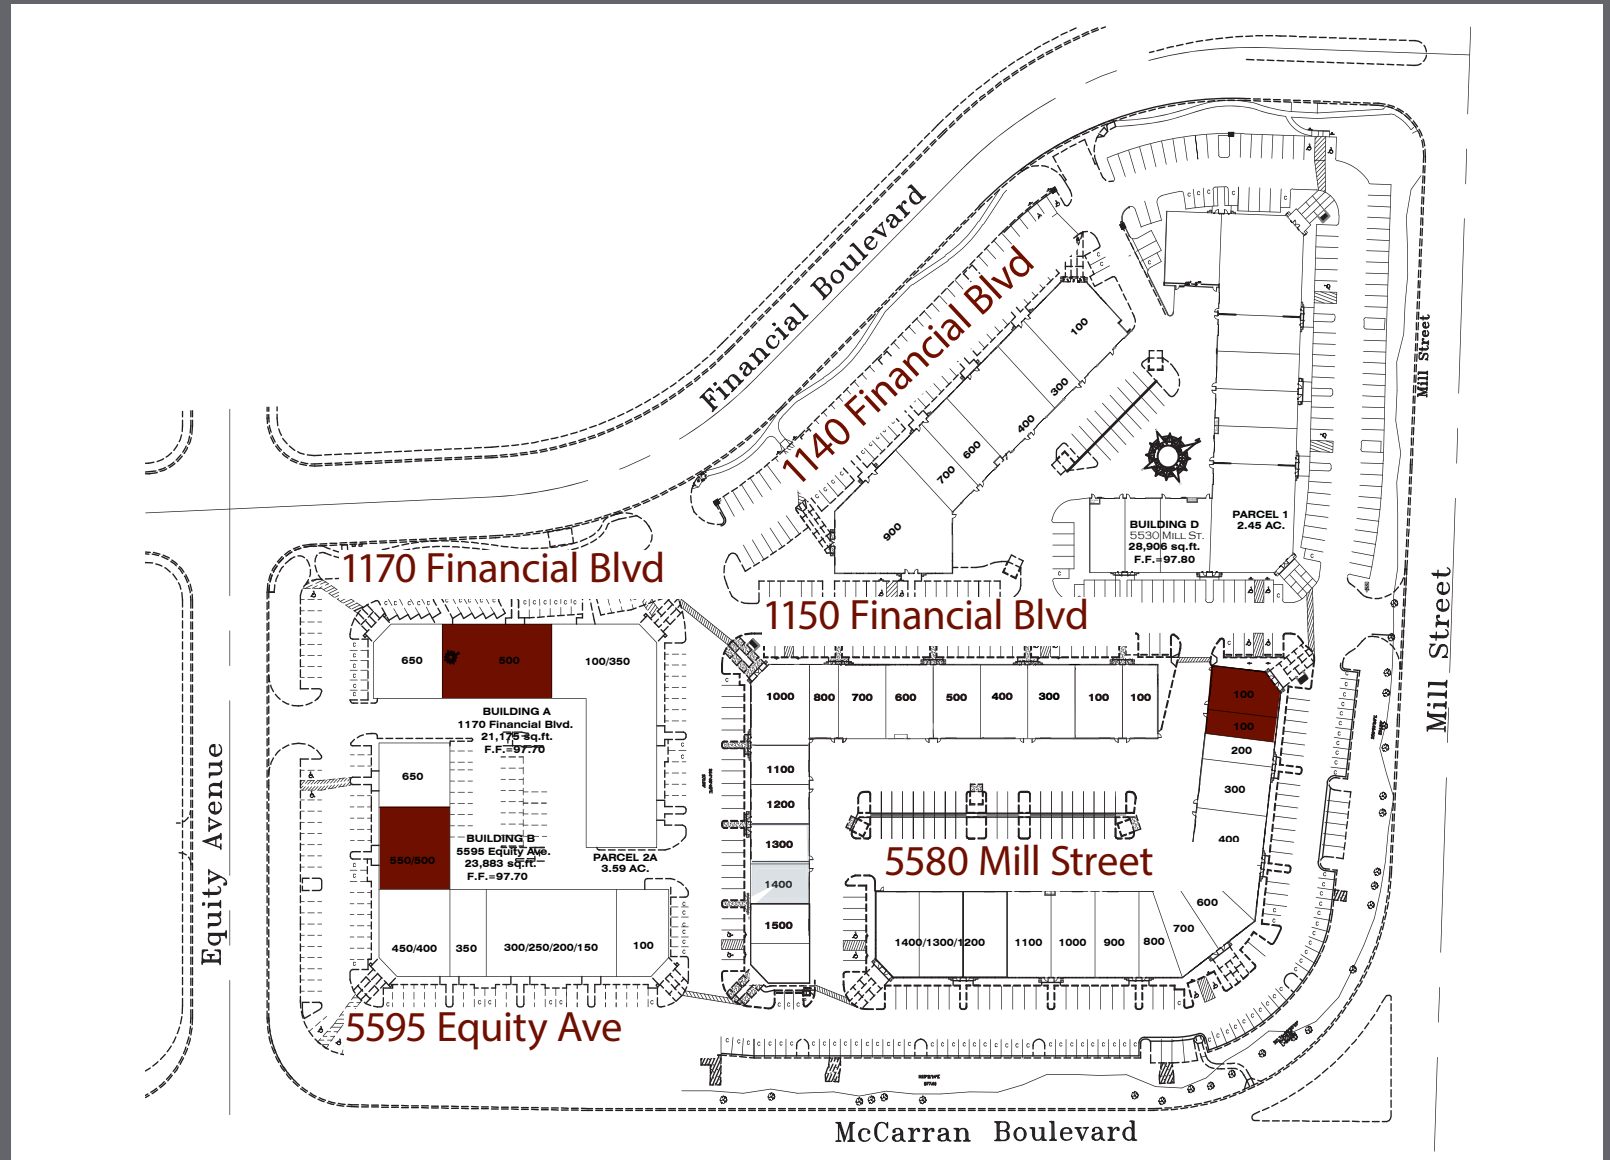 Financial Boulevard
Mill Street
1140 Financial Blvd
100
300
400
600
700
900
BUILDING D
5530 MILL ST.
28,906 sq.ft.
F.F.=97.80
PARCEL 1
2.45 AC.
1170 Financial Blvd
650
500
100/350
BUILDING A
1170 Financial Blvd.
21,175 sq.ft.
F.F.=97.70
650
550/500
BUILDING B
5595 Equity Ave.
23,883 sq.ft.
F.F.=97.70
PARCEL 2A
3.59 AC.
450/400
350
300/250/200/150
100
5595 Equity Ave
Equity Avenue
1150 Financial Blvd
1000
800
700
600
500
400
300
100
100
1100
1200
1300
1400
1500
100
100
200
300
400
5580 Mill Street
600
700
800
900
1000
1100
1400/1300/1200
Mill Street
McCarran Boulevard